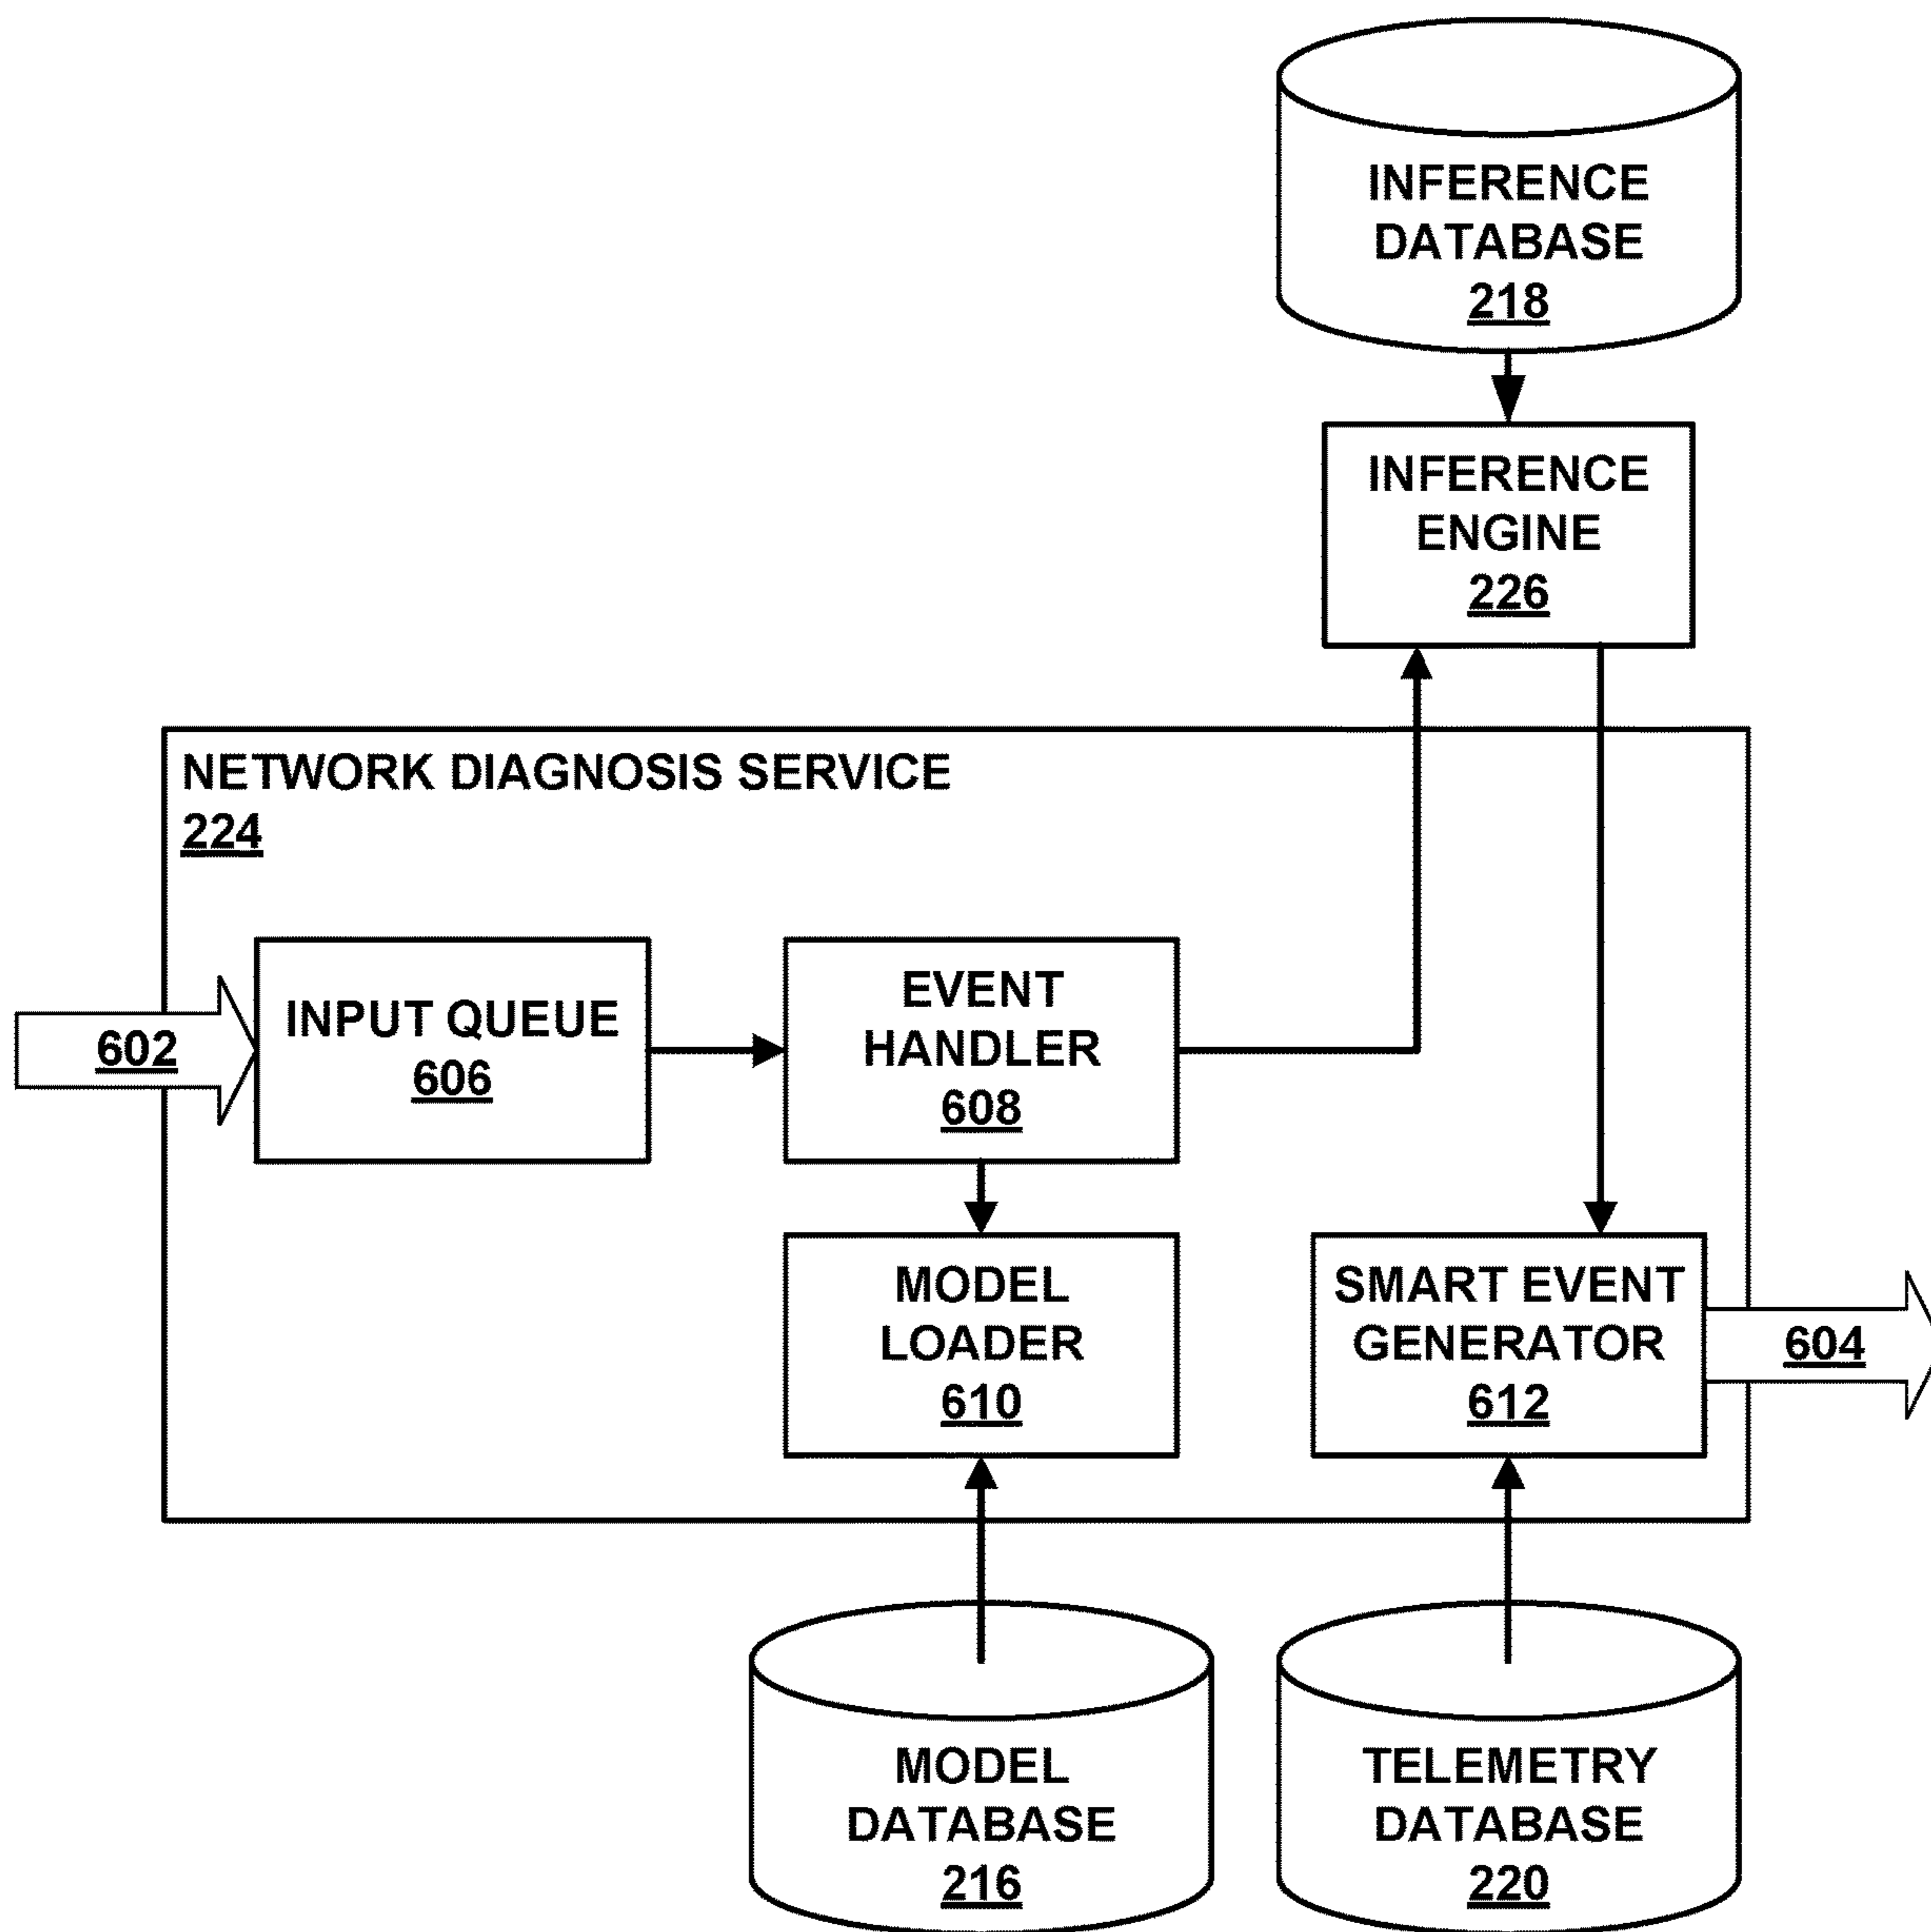 INFERENCE
DATABASE
218
INFERENCE
ENGINE
226
NETWORK DIAGNOSIS SERVICE
224
602
INPUT QUEUE
606
EVENT
HANDLER
608
MODEL
LOADER
610
SMART EVENT
GENERATOR
612
604
MODEL
DATABASE
216
TELEMETRY
DATABASE
220